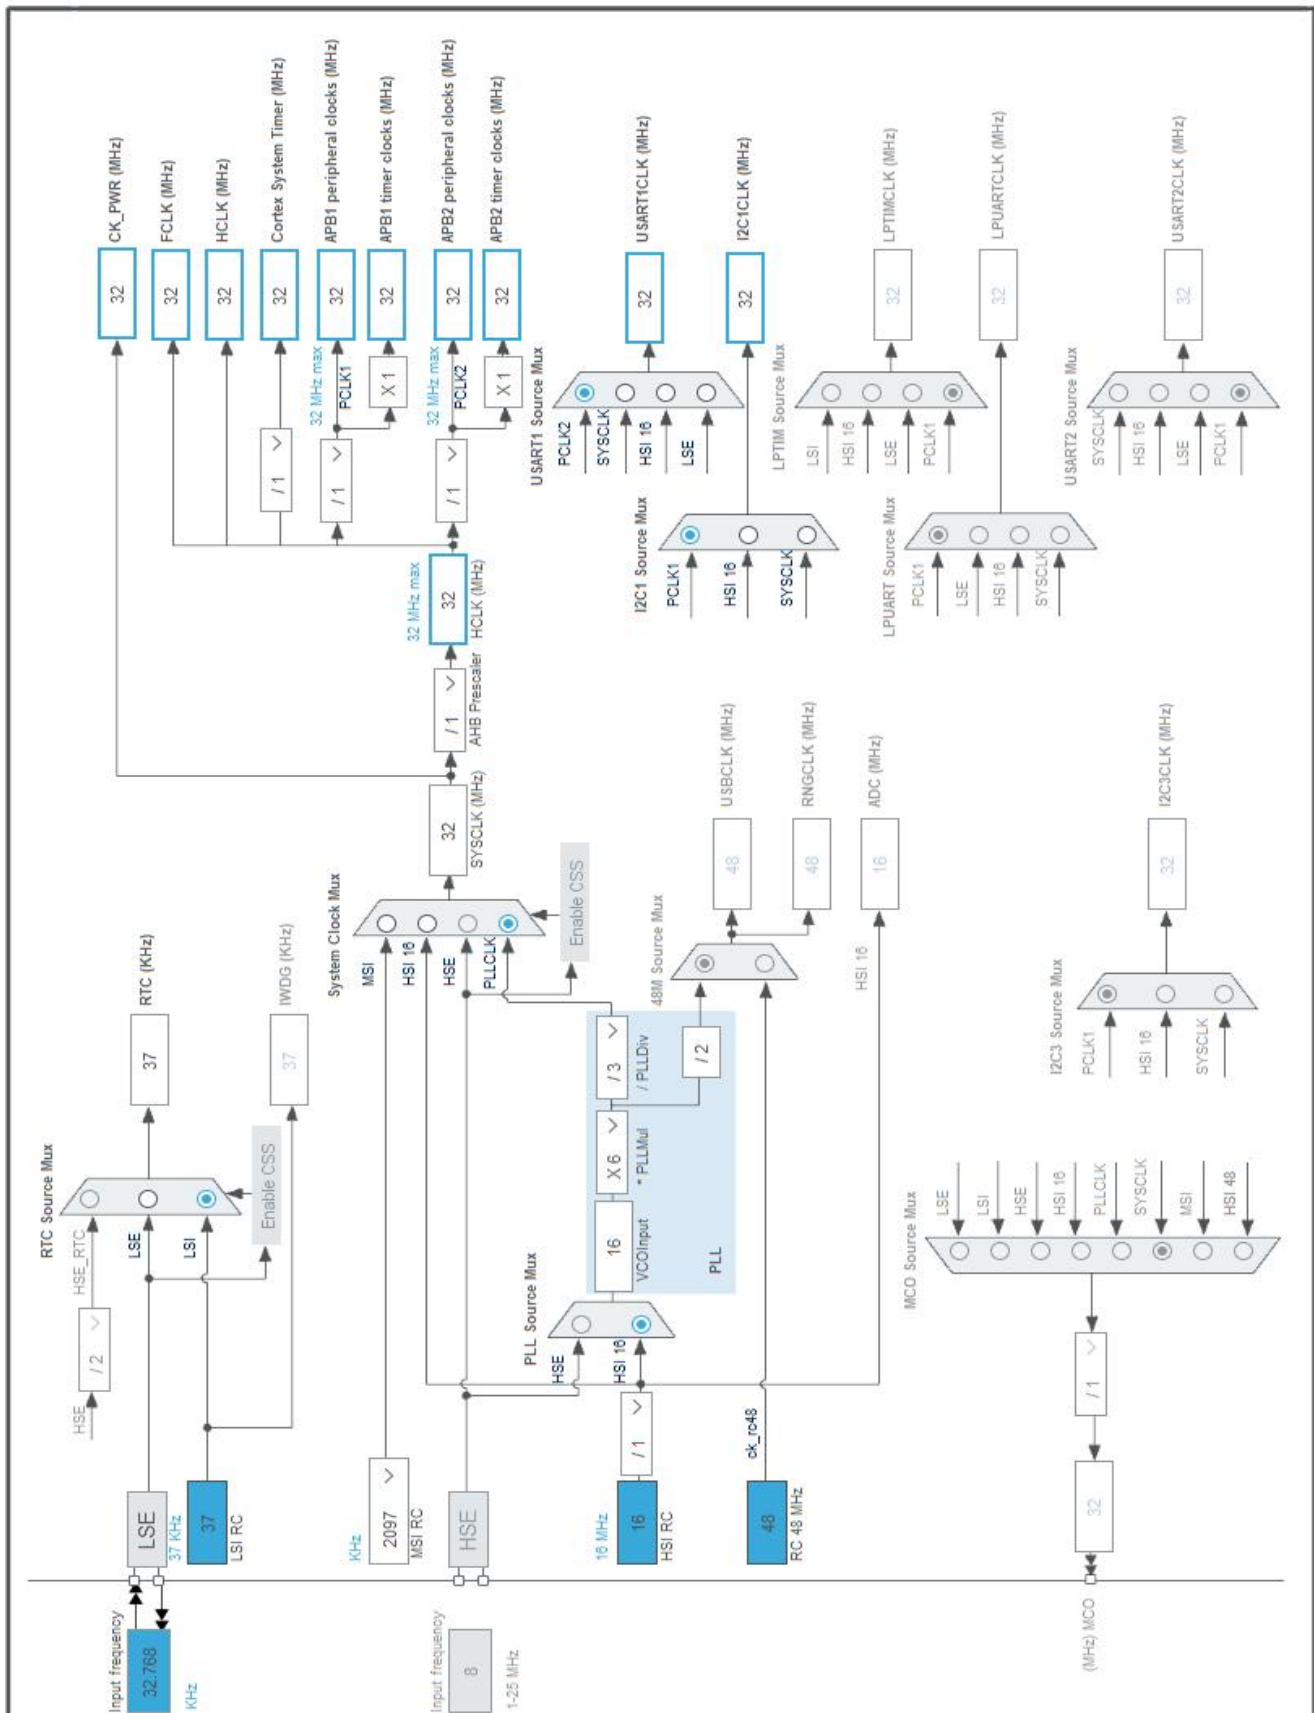 Input frequency
32.768
KHz
LSE
37 KHz
37
LSI RC
HSE
/ 2
HSE_RTC
LSE
LSI
RTC Source Mux
Enable CSS
37
RTC (KHz)
37
IWDG (KHz)
Input frequency
8
1-25 MHz
KHz
2097
MSI RC
HSE
16 MHz
16
HSI RC
/ 1
48
RC 48 MHz
ck_rc48
PLL Source Mux
HSE
HSI 16
16
VCOInput
X 6
* PLLMul
/ 3
/ PLLDiv
/ 2
PLL
System Clock Mux
MSI
HSI 16
HSE
PLLCLK
Enable CSS
48M Source Mux
48
USBCLK (MHz)
48
RNGCLK (MHz)
HSI 16
16
ADC (MHz)
32
SYSCLK (MHz)
/ 1
AHB Prescaler
32 MHz max
32
HCLK (MHz)
/ 1
/ 1
/ 1
32 MHz max
PCLK1
X 1
32 MHz max
PCLK2
X 1
32
CK_PWR (MHz)
32
FCLK (MHz)
32
HCLK (MHz)
32
Cortex System Timer (MHz)
32
APB1 peripheral clocks (MHz)
32
APB1 timer clocks (MHz)
32
APB2 peripheral clocks (MHz)
32
APB2 timer clocks (MHz)
USART1 Source Mux
PCLK2
SYSCLK
HSI 16
LSE
32
USART1CLK (MHz)
I2C1 Source Mux
PCLK1
HSI 16
SYSCLK
32
I2C1CLK (MHz)
LPTIM Source Mux
LSI
HSI 16
LSE
PCLK1
32
LPTIMCLK (MHz)
LPUART Source Mux
PCLK1
LSE
HSI 16
SYSCLK
32
LPUARTCLK (MHz)
USART2 Source Mux
SYSCLK
HSI 16
LSE
PCLK1
32
USART2CLK (MHz)
I2C3 Source Mux
PCLK1
HSI 16
SYSCLK
32
I2C3CLK (MHz)
MCO Source Mux
LSE
LSI
HSE
HSI 16
PLLCLK
SYSCLK
MSI
HSI 48
/ 1
32
(MHz) MCO